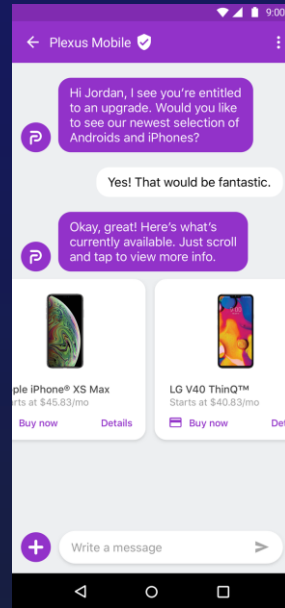 9:00
Plexus Mobile
Hi Jordan, I see you're entitled
to an upgrade. Would you like
to see our newest selection of
Androids and iPhones?
Yes! That would be fantastic.
Okay, great! Here's what's
currently available. Just scroll
and tap to view more info.
ple iPhone® XS Max
rts at $45.83/mo
Buy now Details
LG V40 ThinQ™
Starts at $40.83/mo
Buy now Det
Write a message